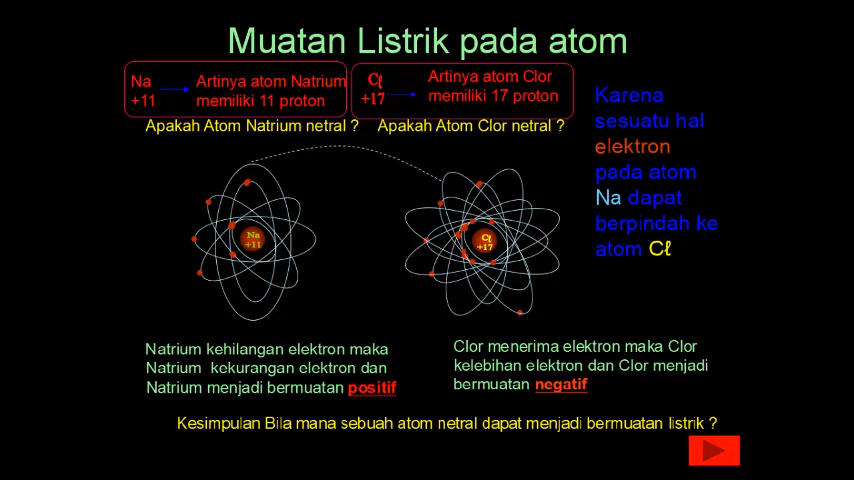 Muatan Listrik pada atom
Na
+11
Artinya atom Natrium
memiliki 11 proton
Cℓ
+17
Artinya atom Clor
memiliki 17 proton
Apakah Atom Natrium netral ?
Apakah Atom Clor netral ?
Karena
sesuatu hal
elektron
pada atom
Na dapat
berpindah ke
atom Cℓ
Na
+11
Cℓ
+17
Natrium kehilangan elektron maka
Natrium kekurangan elektron dan
Natrium menjadi bermuatan positif
Clor menerima elektron maka Clor
kelebihan elektron dan Clor menjadi
bermuatan negatif
Kesimpulan Bila mana sebuah atom netral dapat menjadi bermuatan listrik ?